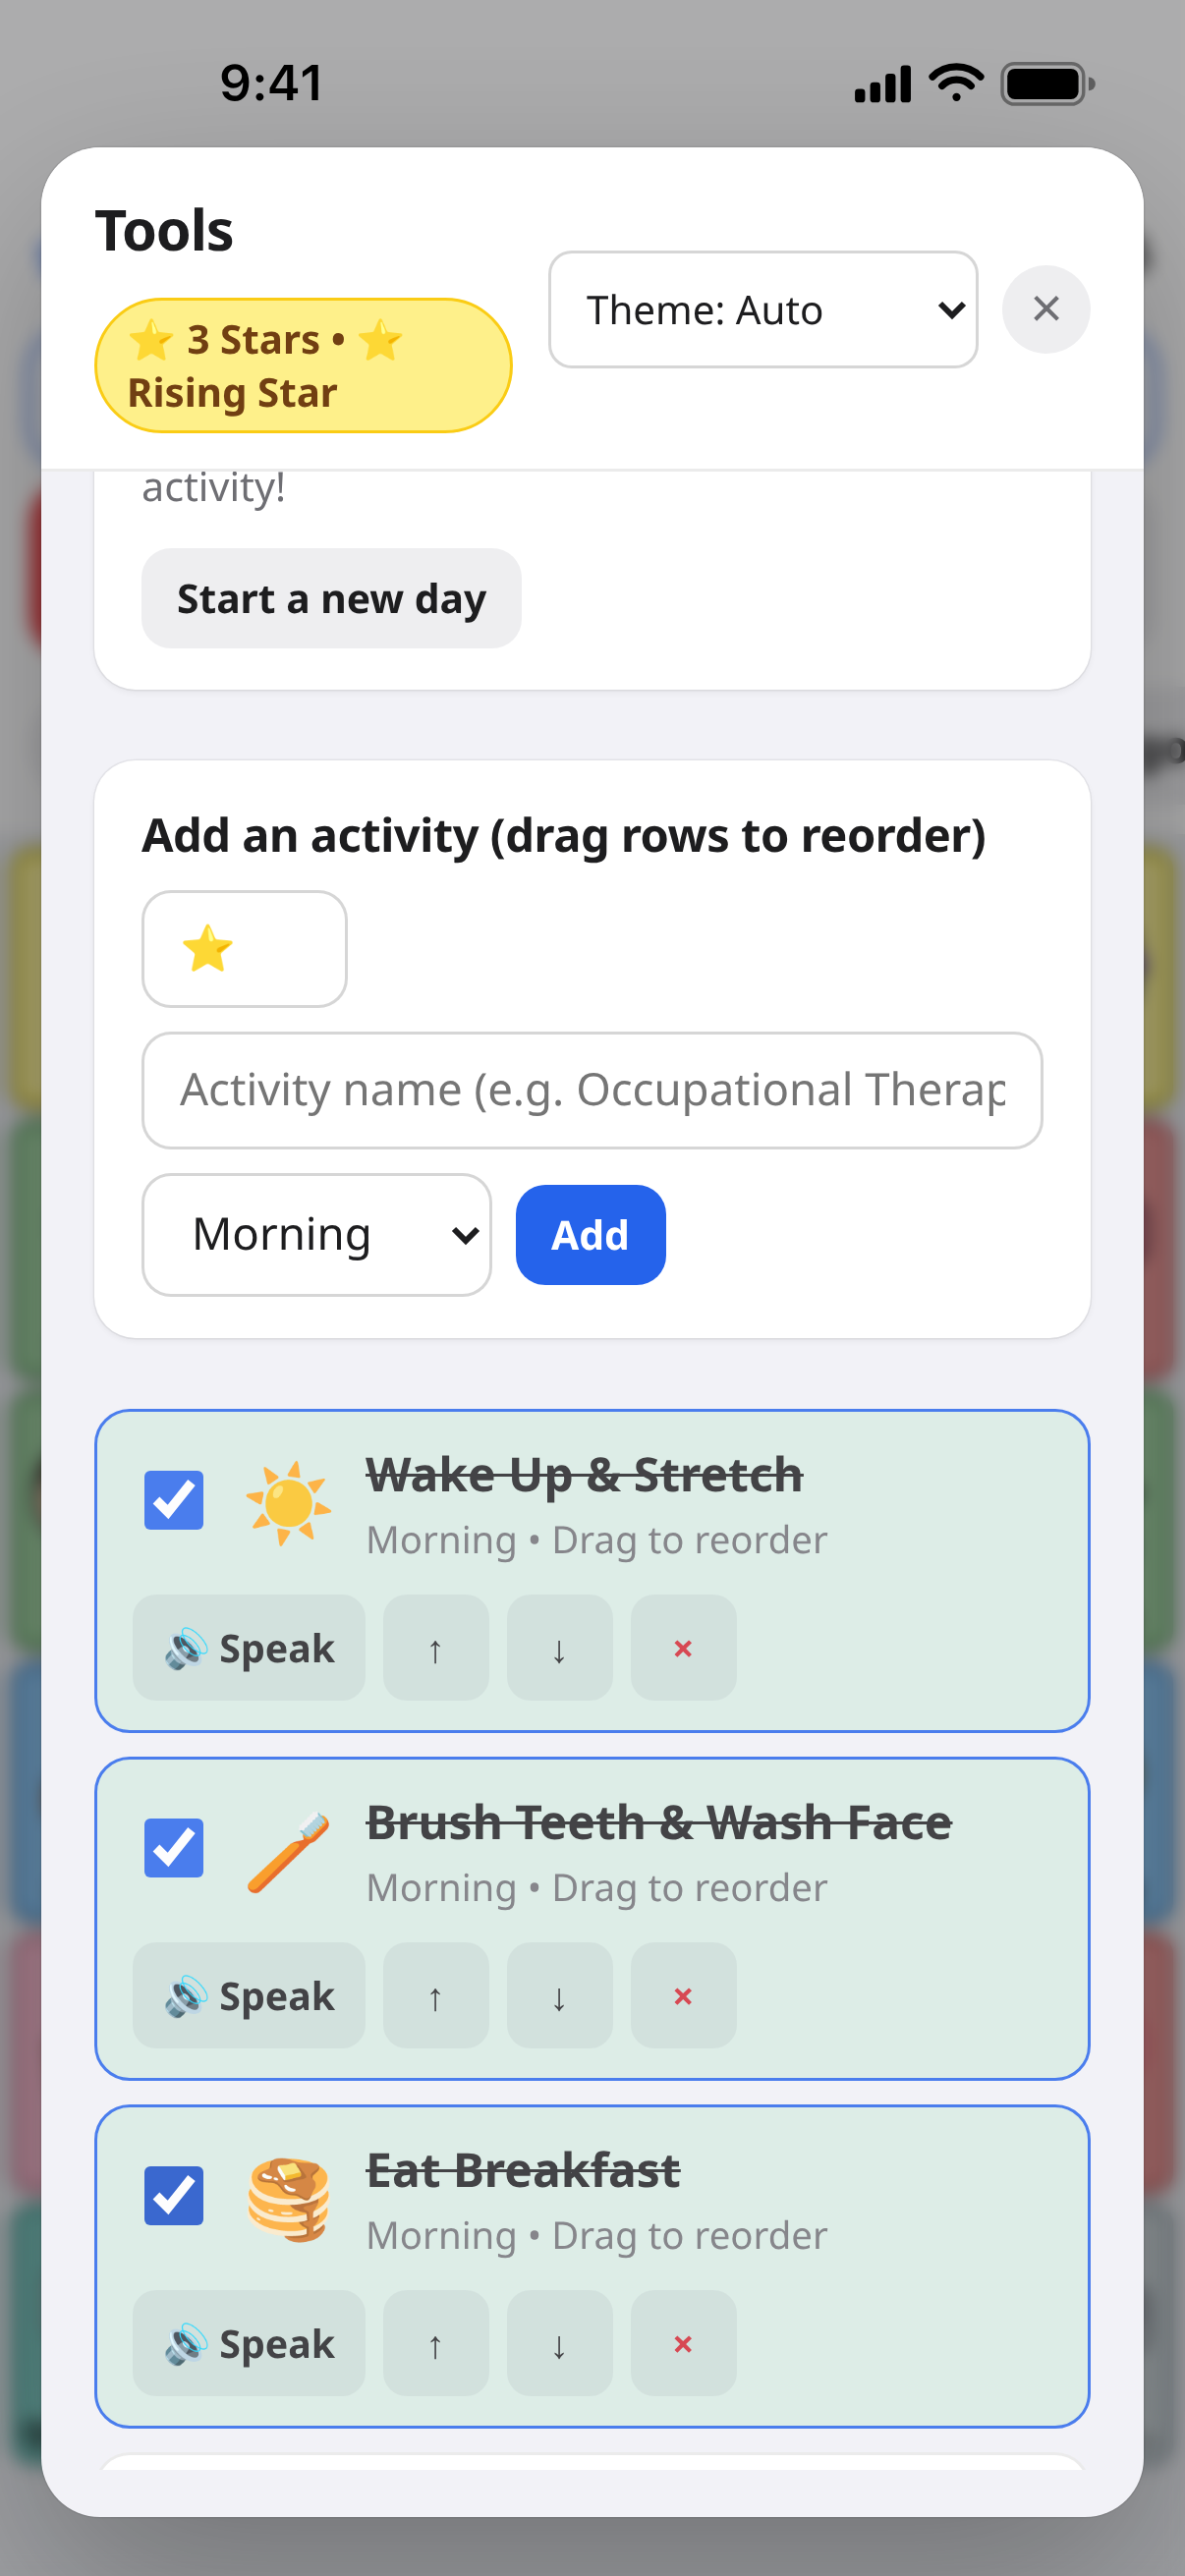 9:41
Tools
⭐ 3 Stars • ⭐
Rising Star
Theme: Auto
×
activity!
Start a new day
Add an activity (drag rows to reorder)
⭐
Activity name (e.g. Occupational Therap
Morning
Add
Wake Up & Stretch
Morning • Drag to reorder
🔊 Speak ↑ ↓ ×
Brush Teeth & Wash Face
Morning • Drag to reorder
🔊 Speak ↑ ↓ ×
Eat Breakfast
Morning • Drag to reorder
🔊 Speak ↑ ↓ ×